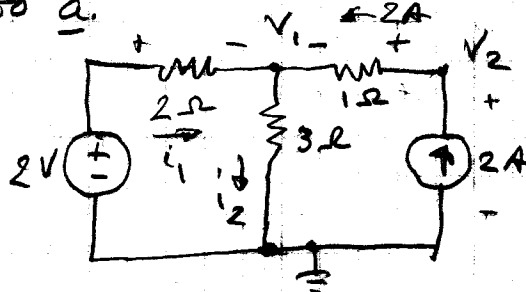 a.
V₁ ← 2A
+ - - + V₂
2Ω 1Ω
i₁ 3Ω +
2V + - i₂ 2A
-